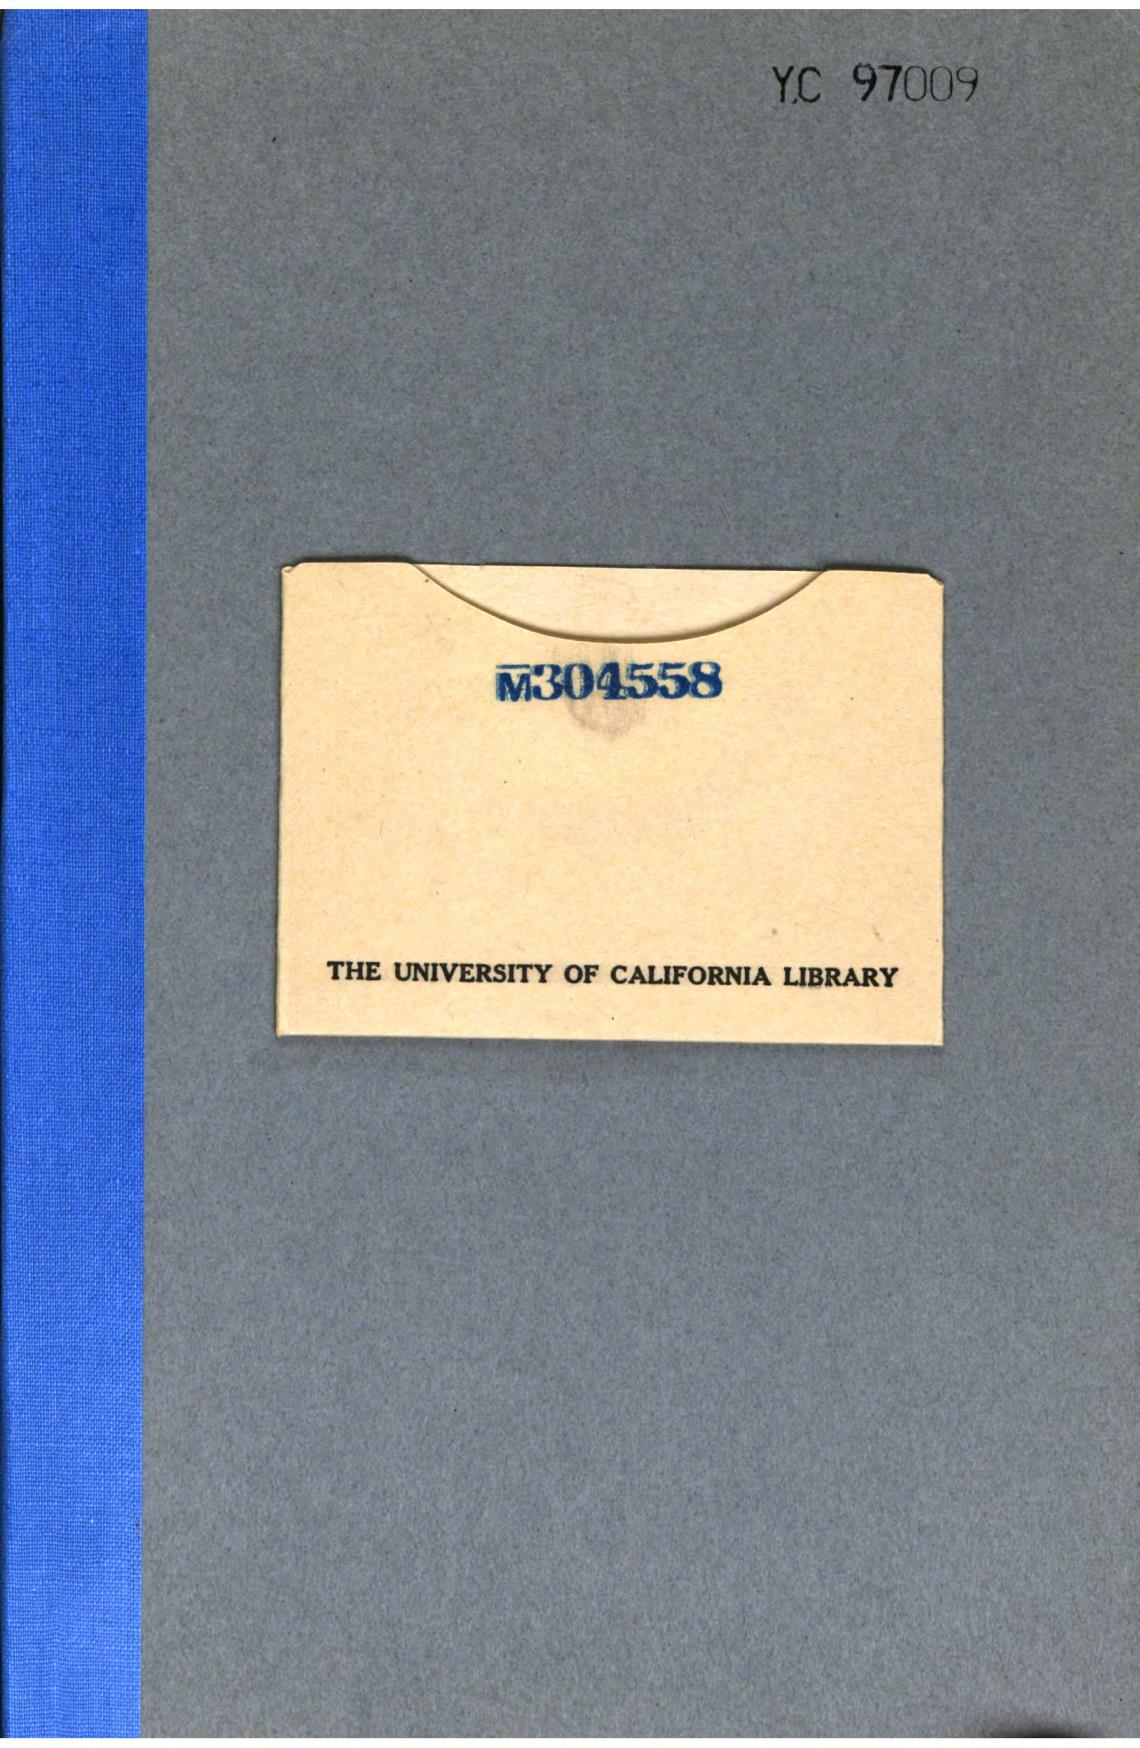 Y.C 97009
M304558
THE UNIVERSITY OF CALIFORNIA LIBRARY